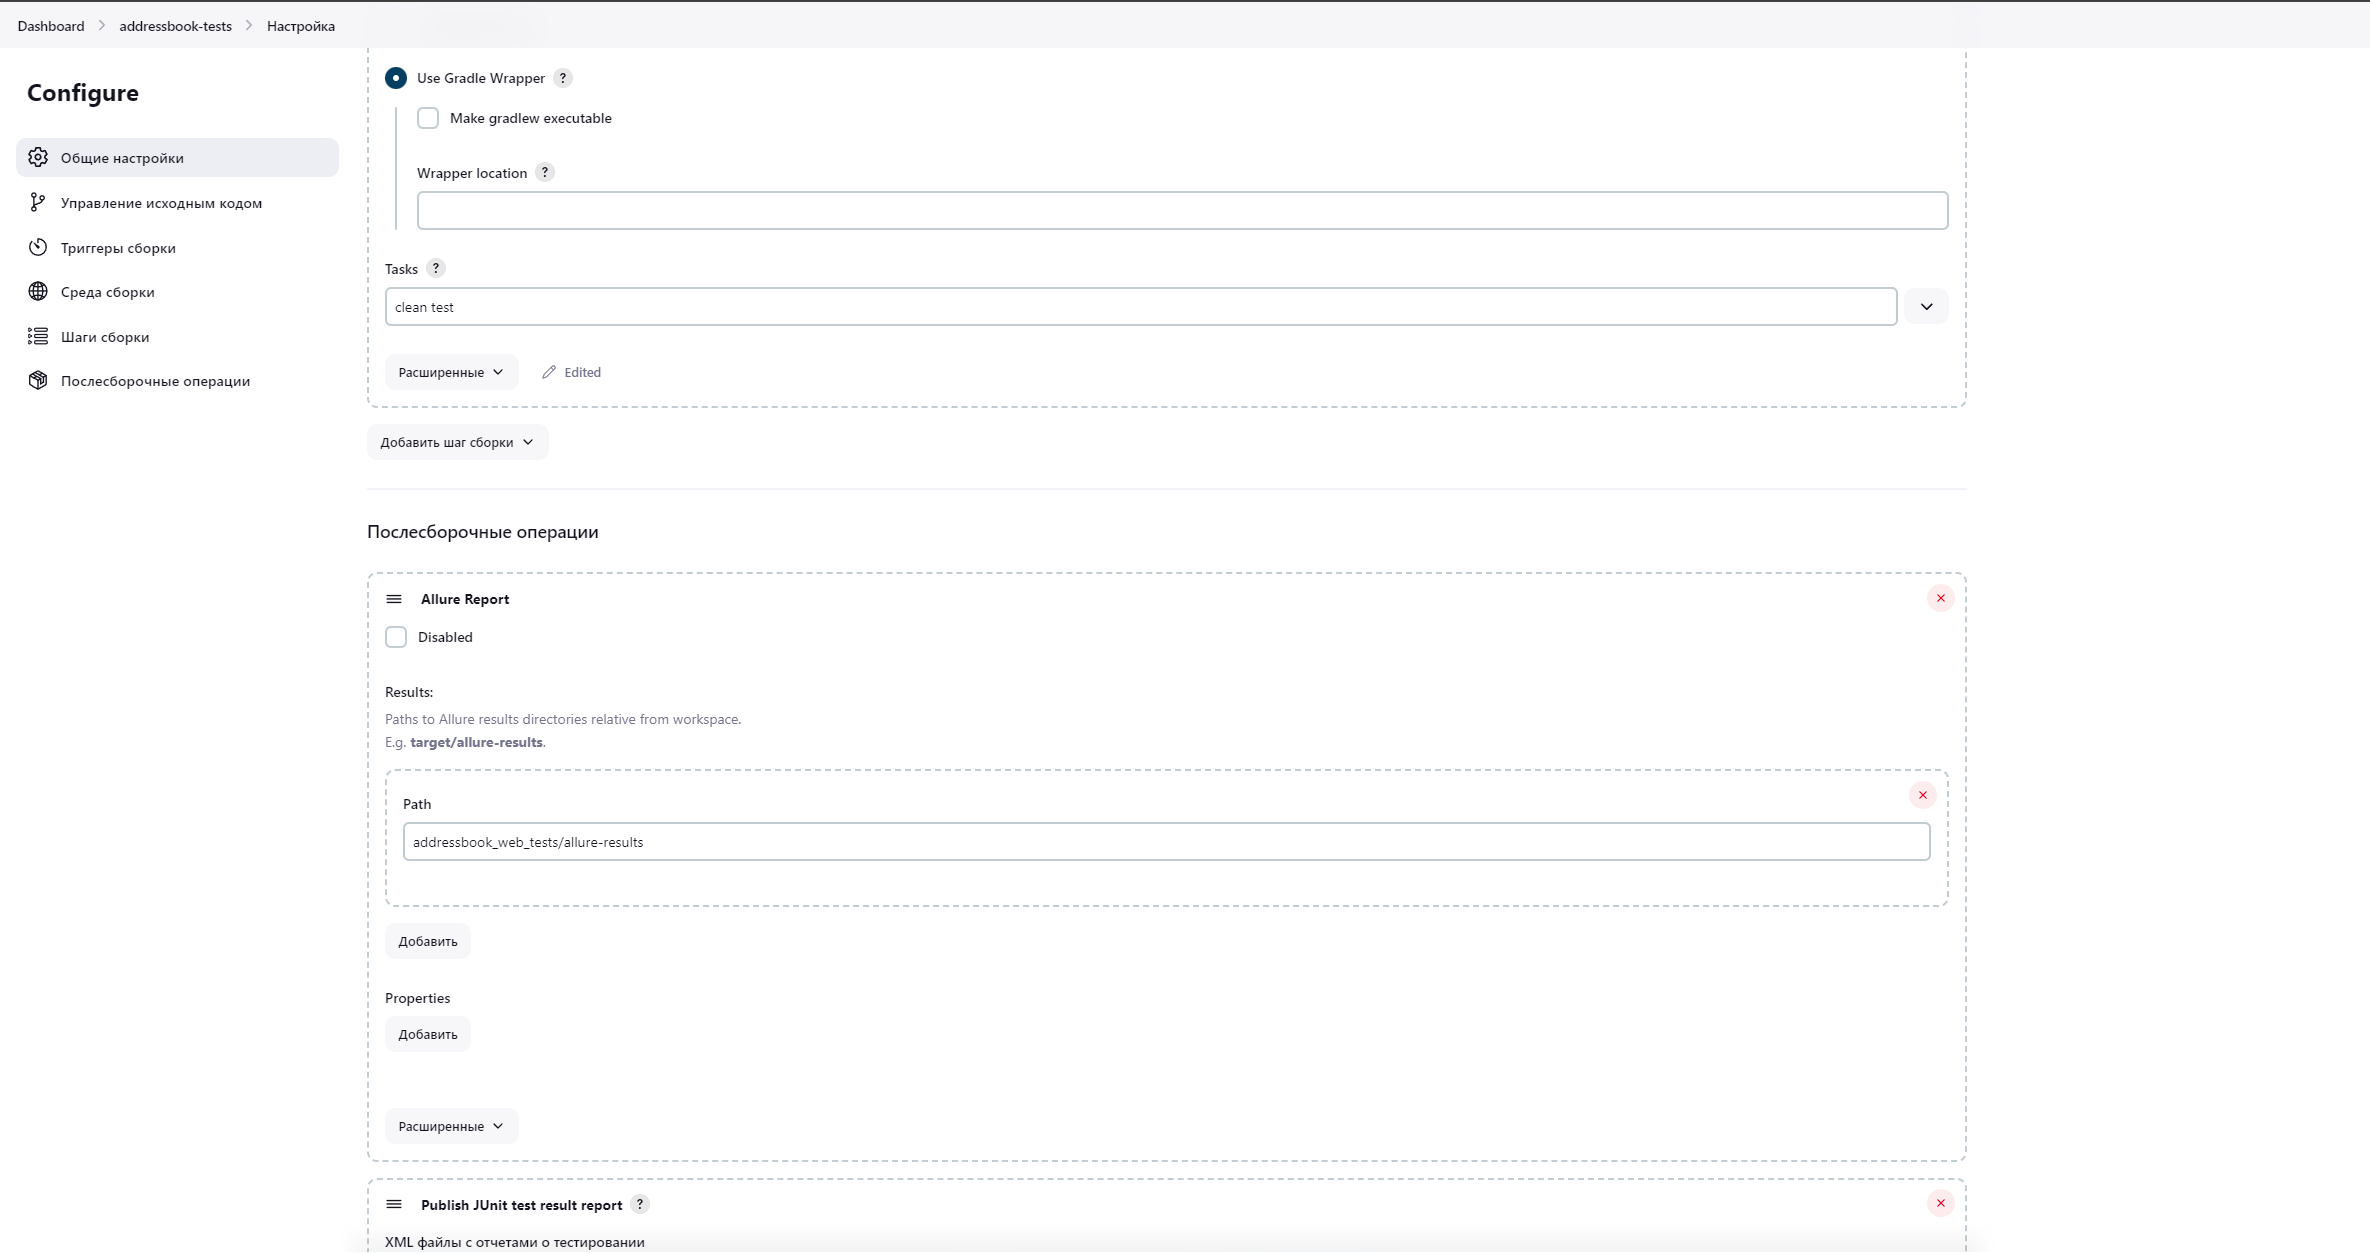 Dashboard
addressbook-tests
Настройка
Configure
Общие настройки
Управление исходным кодом
Триггеры сборки
Среда сборки
Шаги сборки
Послесборочные операции
Use Gradle Wrapper ?
Make gradlew executable
Wrapper location ?
Tasks ?
clean test
Расширенные
Edited
Добавить шаг сборки
Послесборочные операции
Allure Report
Disabled
Results:
Paths to Allure results directories relative from workspace.
E.g. target/allure-results.
Path
addressbook_web_tests/allure-results
Добавить
Properties
Добавить
Расширенные
Publish JUnit test result report ?
XML файлы с отчетами о тестировании